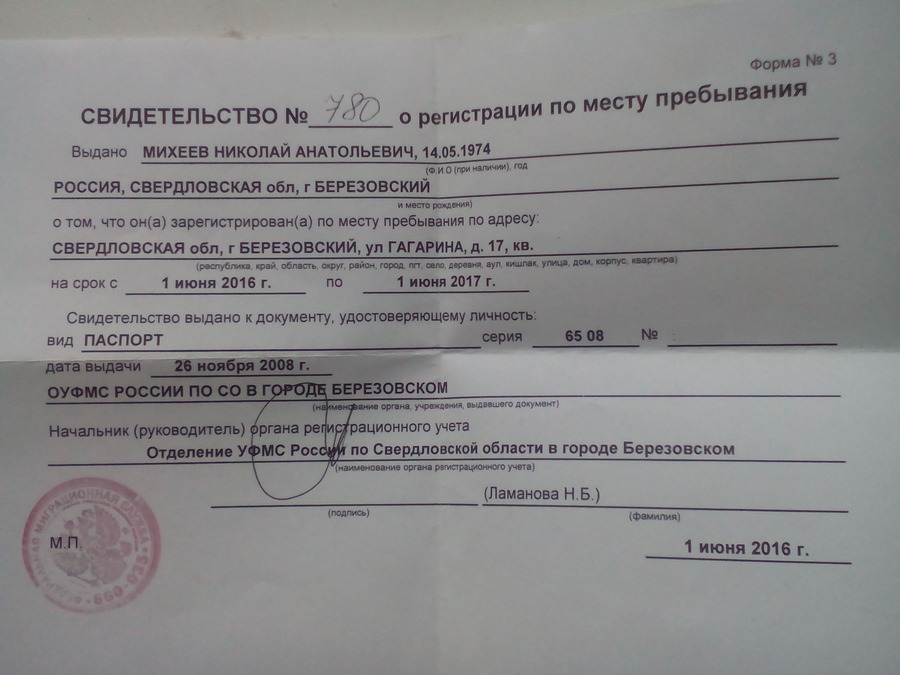 Форма № 3
СВИДЕТЕЛЬСТВО № 780 о регистрации по месту пребывания
Выдано МИХЕЕВ НИКОЛАЙ АНАТОЛЬЕВИЧ, 14.05.1974
(Ф.И.О (при наличии), год
РОССИЯ, СВЕРДЛОВСКАЯ обл, г БЕРЕЗОВСКИЙ
и место рождения)
о том, что он(а) зарегистрирован(а) по месту пребывания по адресу:
СВЕРДЛОВСКАЯ обл, г БЕРЕЗОВСКИЙ, ул ГАГАРИНА, д. 17, кв.
(республика, край, область, округ, район, город, пгт, село, деревня, аул, кишлак, улица, дом, корпус, квартира)
на срок с 1 июня 2016 г. по 1 июня 2017 г.
Свидетельство выдано к документу, удостоверяющему личность:
вид ПАСПОРТ серия 65 08 №
дата выдачи 26 ноября 2008 г.
ОУФМС РОССИИ ПО СО В ГОРОДЕ БЕРЕЗОВСКОМ
(наименование органа, учреждения, выдавшего документ)
Начальник (руководитель) органа регистрационного учета
Отделение УФМС России по Свердловской области в городе Березовском
(наименование органа регистрационного учета)
(Ламанова Н.Б.)
(подпись) (фамилия)
М.П.
1 июня 2016 г.
МИГРАЦИОННАЯ СЛУЖБА
860-035